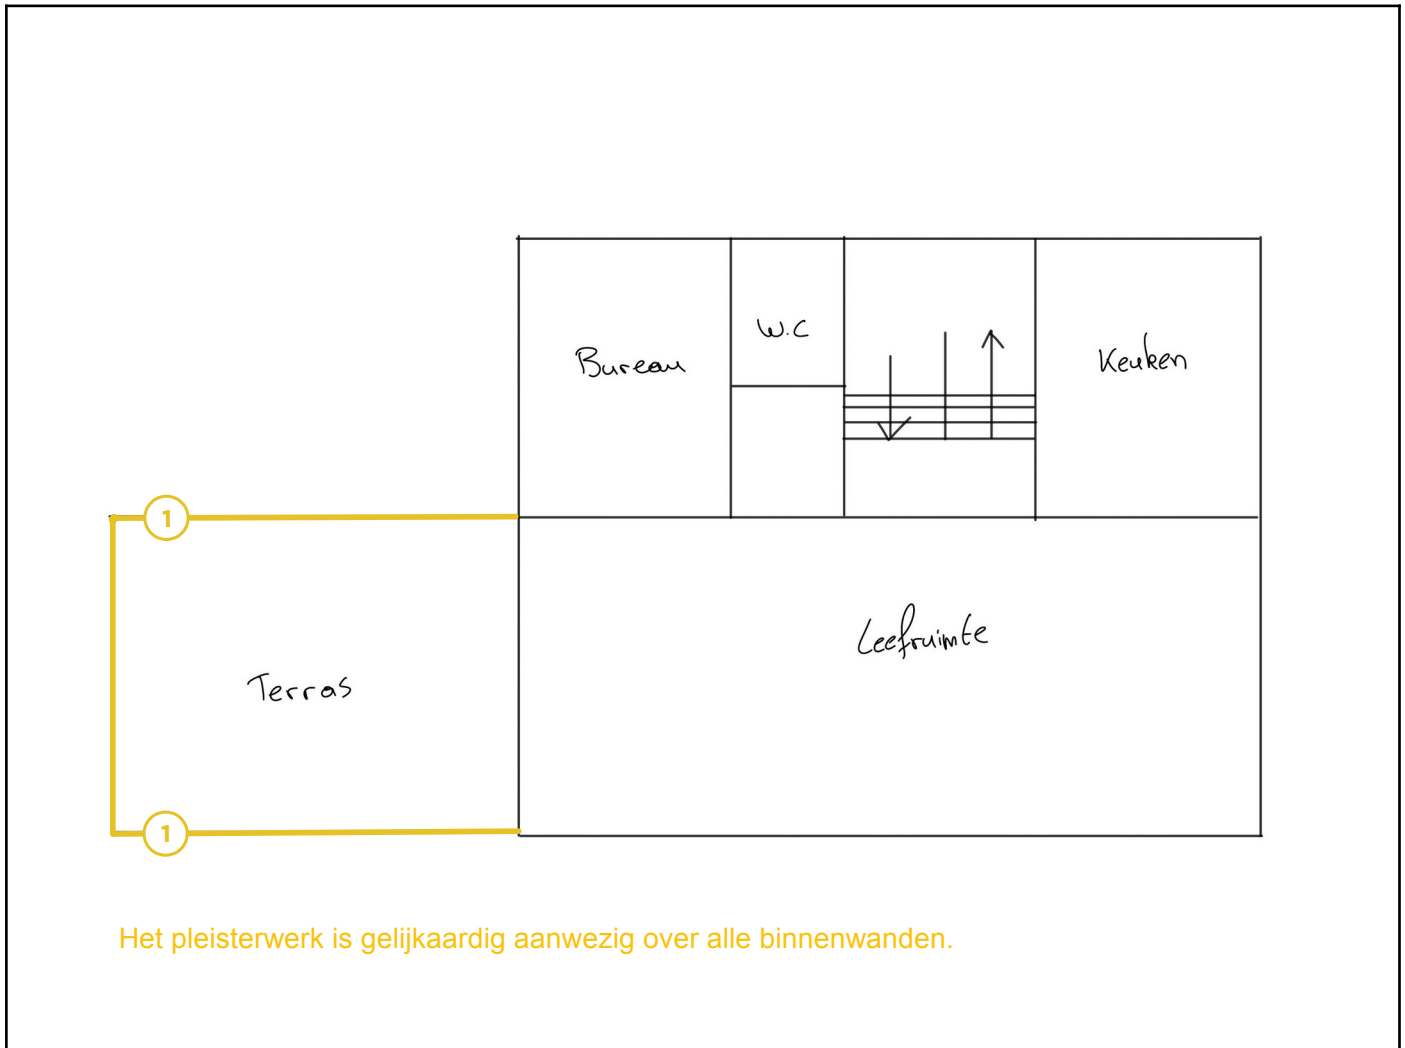 W.C
Bureau
Keuken
1
Leefruimte
Terras
1
Het pleisterwerk is gelijkaardig aanwezig over alle binnenwanden.